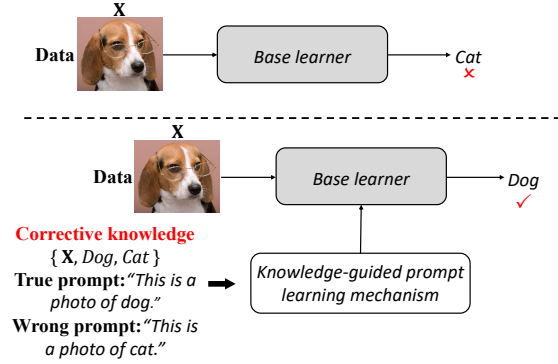 X
Data
Base learner
Cat
✗
X
Data
Base learner
Dog
✓
Corrective knowledge
{ X, Dog, Cat }
True prompt:“This is a
photo of dog.”
Wrong prompt:“This is
a photo of cat.”
Knowledge-guided prompt
learning mechanism